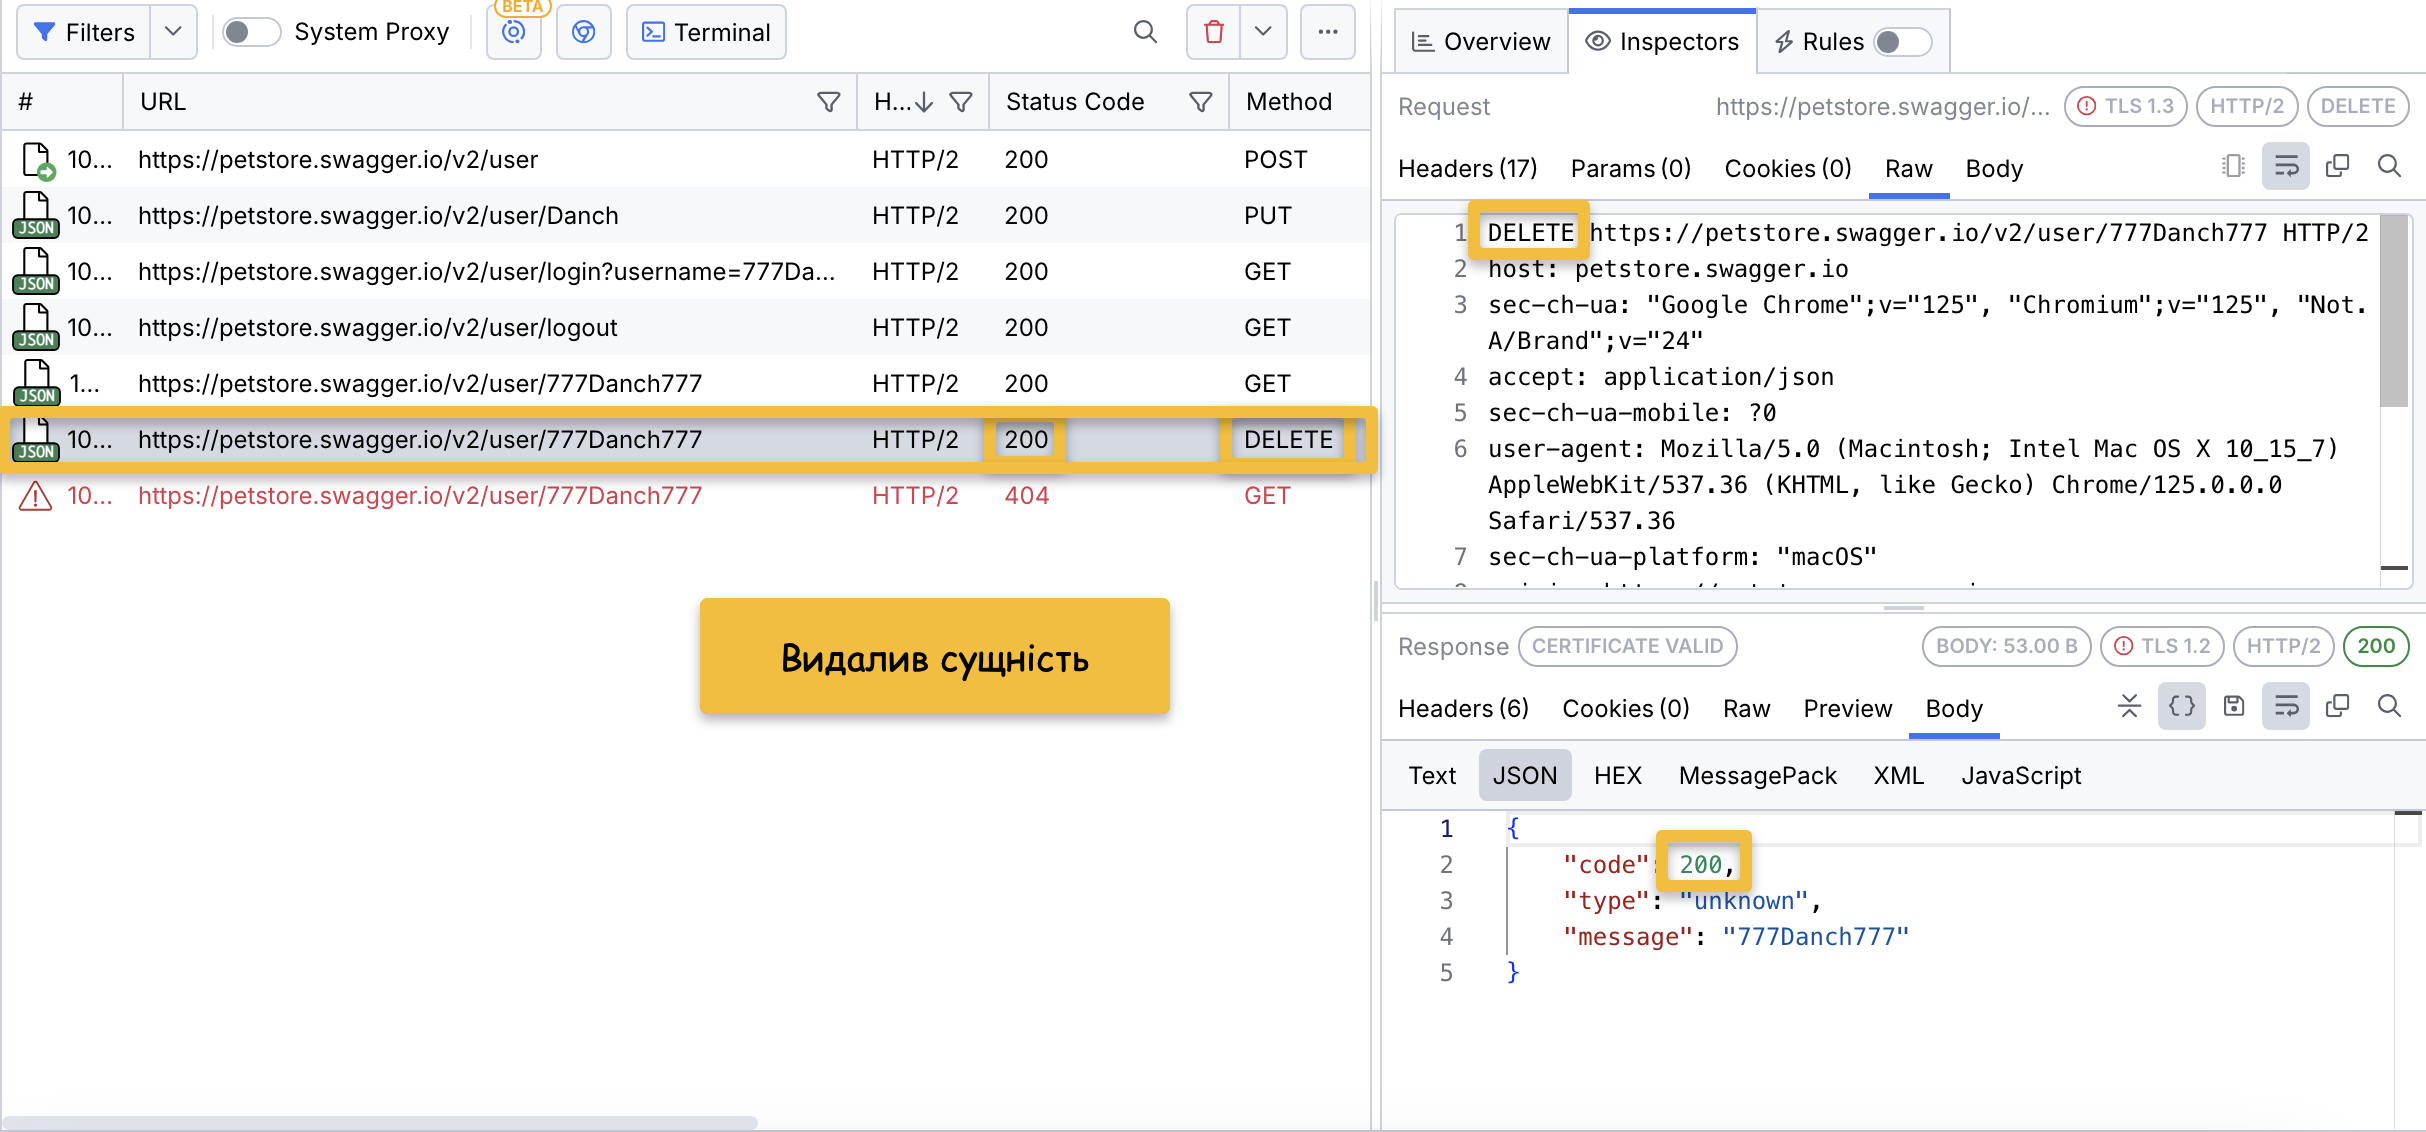 Filters
System Proxy
BETA
Terminal
# URL H... Status Code Method
10... https://petstore.swagger.io/v2/user HTTP/2 200 POST
JSON 10... https://petstore.swagger.io/v2/user/Danch HTTP/2 200 PUT
JSON 10... https://petstore.swagger.io/v2/user/login?username=777Da... HTTP/2 200 GET
JSON 10... https://petstore.swagger.io/v2/user/logout HTTP/2 200 GET
JSON 1... https://petstore.swagger.io/v2/user/777Danch777 HTTP/2 200 GET
JSON 10... https://petstore.swagger.io/v2/user/777Danch777 HTTP/2 200 DELETE
10... https://petstore.swagger.io/v2/user/777Danch777 HTTP/2 404 GET
Видалив сущність
Overview Inspectors Rules
Request https://petstore.swagger.io/... TLS 1.3 HTTP/2 DELETE
Headers (17) Params (0) Cookies (0) Raw Body
1 DELETE https://petstore.swagger.io/v2/user/777Danch777 HTTP/2
2 host: petstore.swagger.io
3 sec-ch-ua: "Google Chrome";v="125", "Chromium";v="125", "Not.
A/Brand";v="24"
4 accept: application/json
5 sec-ch-ua-mobile: ?0
6 user-agent: Mozilla/5.0 (Macintosh; Intel Mac OS X 10_15_7)
AppleWebKit/537.36 (KHTML, like Gecko) Chrome/125.0.0.0
Safari/537.36
7 sec-ch-ua-platform: "macOS"
Response CERTIFICATE VALID BODY: 53.00 B TLS 1.2 HTTP/2 200
Headers (6) Cookies (0) Raw Preview Body
Text JSON HEX MessagePack XML JavaScript
1 {
2 "code": 200,
3 "type": "unknown",
4 "message": "777Danch777"
5 }